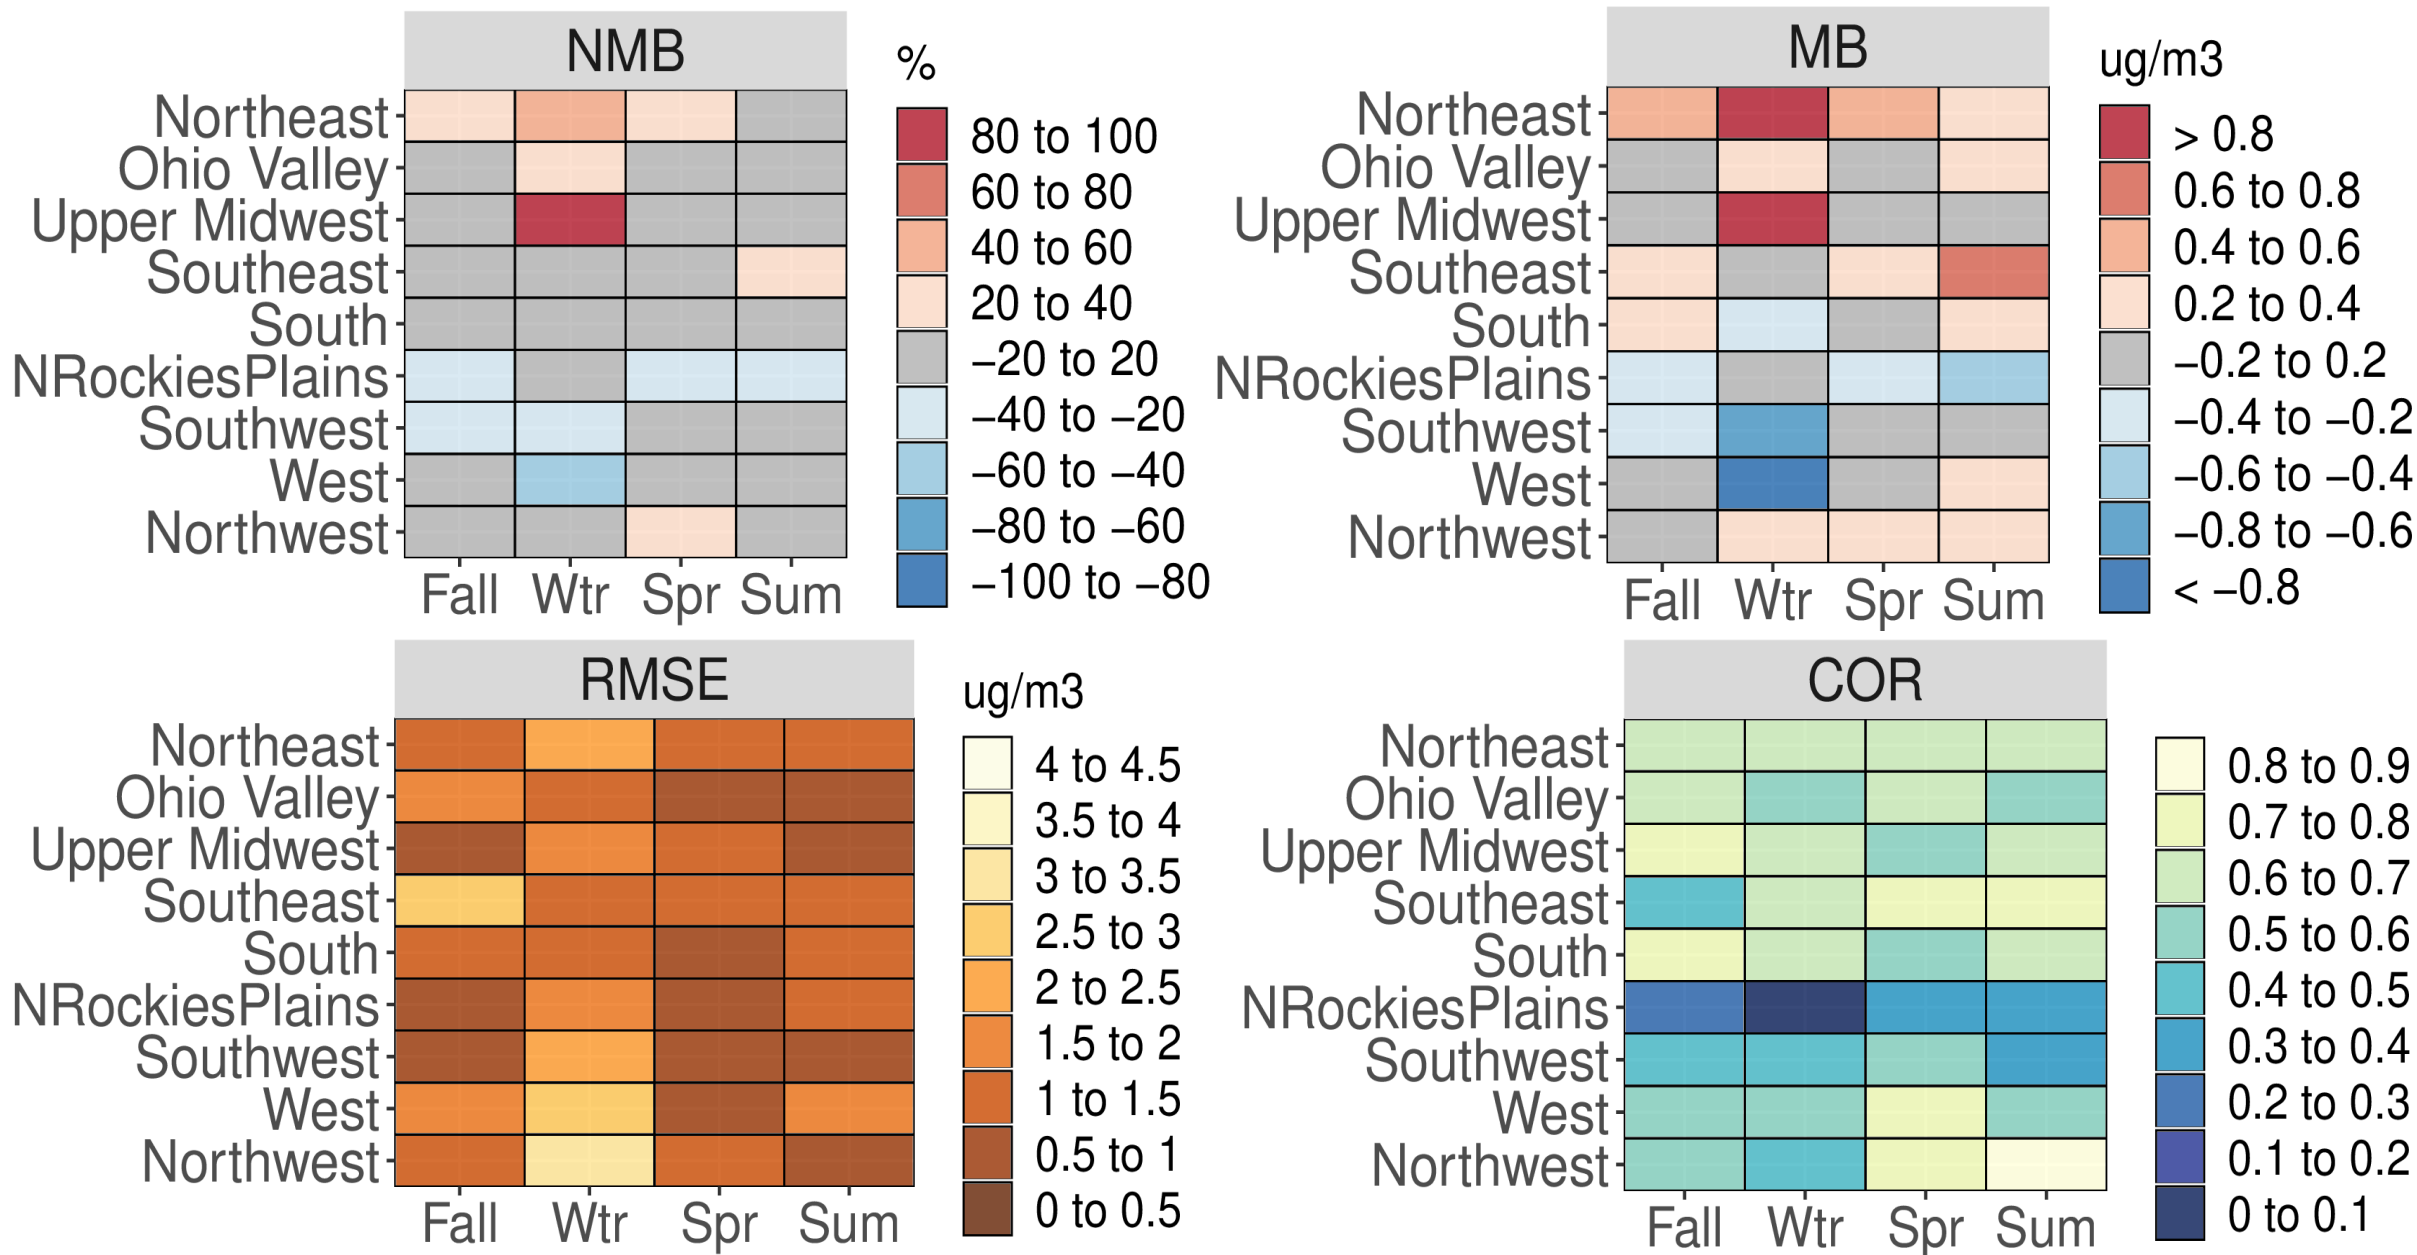 NMB
%
Northeast
Ohio Valley
Upper Midwest
Southeast
South
NRockiesPlains
Southwest
West
Northwest
Fall Wtr Spr Sum
80 to 100
60 to 80
40 to 60
20 to 40
−20 to 20
−40 to −20
−60 to −40
−80 to −60
−100 to −80
MB
ug/m3
Northeast
Ohio Valley
Upper Midwest
Southeast
South
NRockiesPlains
Southwest
West
Northwest
Fall Wtr Spr Sum
> 0.8
0.6 to 0.8
0.4 to 0.6
0.2 to 0.4
−0.2 to 0.2
−0.4 to −0.2
−0.6 to −0.4
−0.8 to −0.6
< −0.8
RMSE
ug/m3
Northeast
Ohio Valley
Upper Midwest
Southeast
South
NRockiesPlains
Southwest
West
Northwest
Fall Wtr Spr Sum
4 to 4.5
3.5 to 4
3 to 3.5
2.5 to 3
2 to 2.5
1.5 to 2
1 to 1.5
0.5 to 1
0 to 0.5
COR
Northeast
Ohio Valley
Upper Midwest
Southeast
South
NRockiesPlains
Southwest
West
Northwest
Fall Wtr Spr Sum
0.8 to 0.9
0.7 to 0.8
0.6 to 0.7
0.5 to 0.6
0.4 to 0.5
0.3 to 0.4
0.2 to 0.3
0.1 to 0.2
0 to 0.1